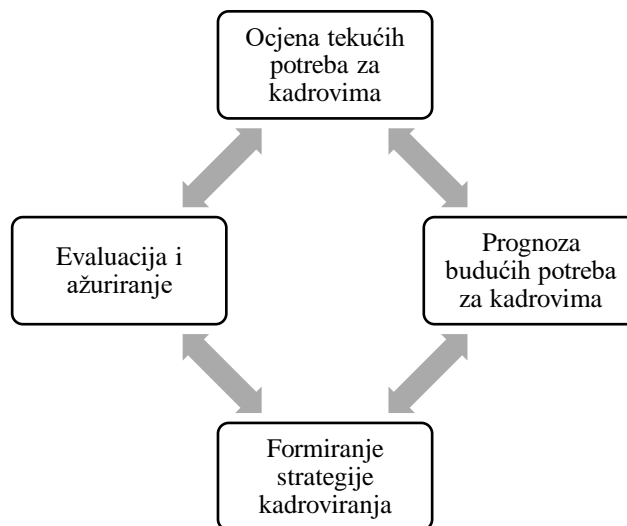 Ocjena tekućih
potreba za
kadrovima
Evaluacija i
ažuriranje
Prognoza
budućih potreba
za kadrovima
Formiranje
strategije
kadroviranja